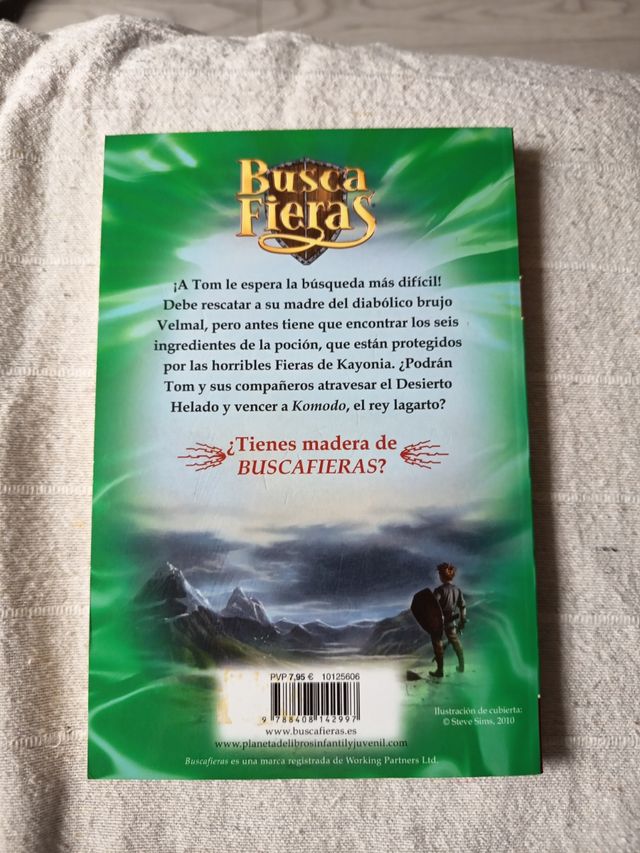 Busca
Fieras
¡A Tom le espera la búsqueda más difícil!
Debe rescatar a su madre del diabólico brujo
Velmal, pero antes tiene que encontrar los seis
ingredientes de la poción, que están protegidos
por las horribles Fieras de Kayonia. ¿Podrán
Tom y sus compañeros atravesar el Desierto
Helado y vencer a Komodo, el rey lagarto?
¿Tienes madera de
BUSCAFIERAS?
PVP 7,95 € 10125606
9 788408 142997
www.buscafieras.es
www.planetadelibrosinfantilyjuvenil.com
Ilustración de cubierta:
© Steve Sims, 2010
Buscafieras es una marca registrada de Working Partners Ltd.